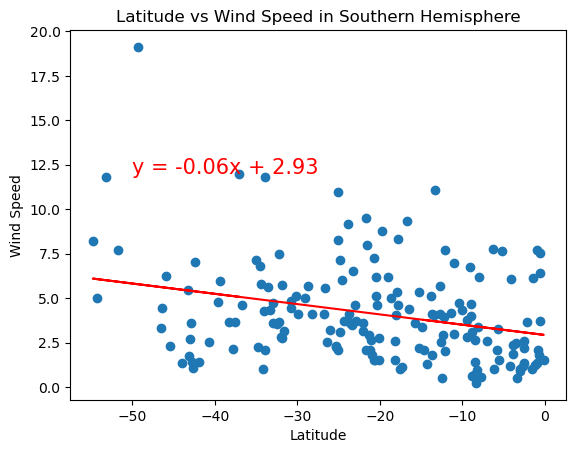 Latitude vs Wind Speed in Southern Hemisphere
20.0
17.5
15.0
12.5
10.0
7.5
5.0
2.5
0.0
Wind Speed
y = -0.06x + 2.93
−50 −40 −30 −20 −10 0
Latitude